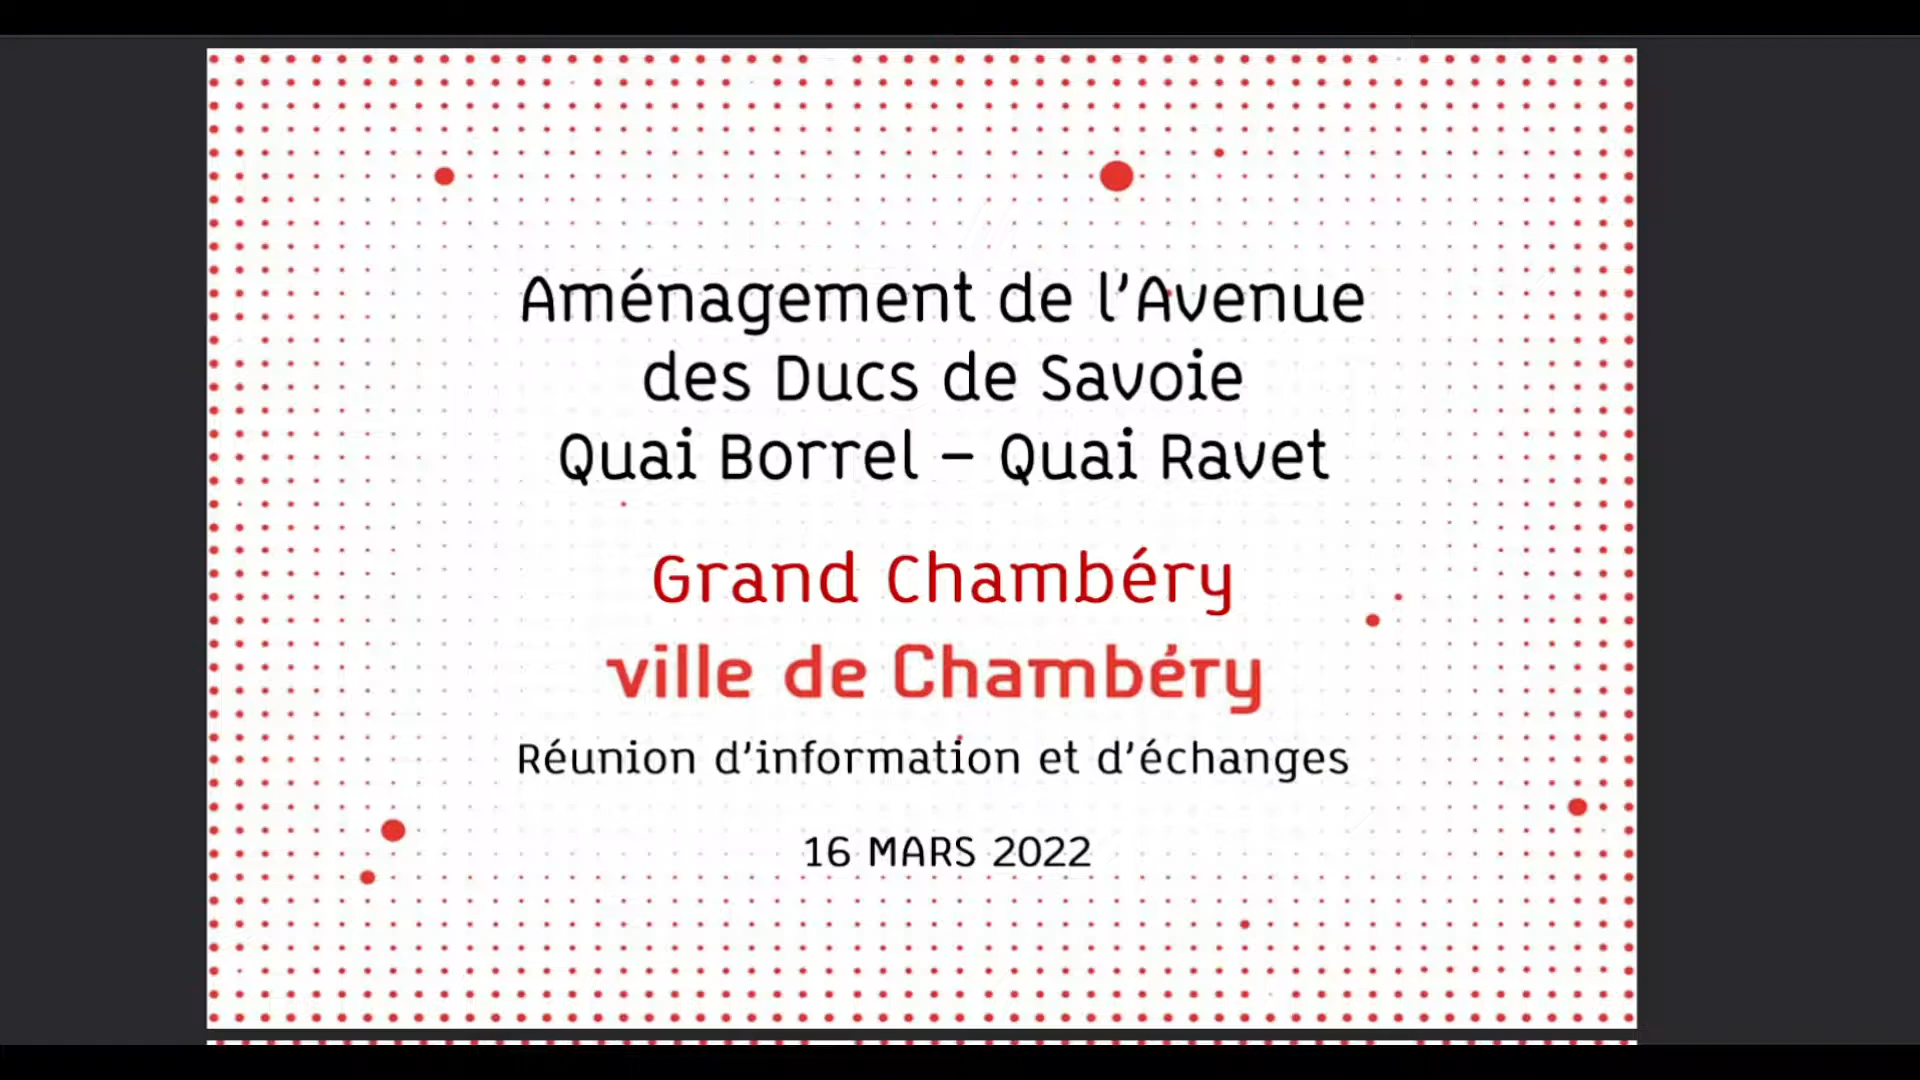 Aménagement de l’Avenue
des Ducs de Savoie
Quai Borrel – Quai Ravet
Grand Chambéry
ville de Chambéry
Réunion d’information et d’échanges
16 MARS 2022